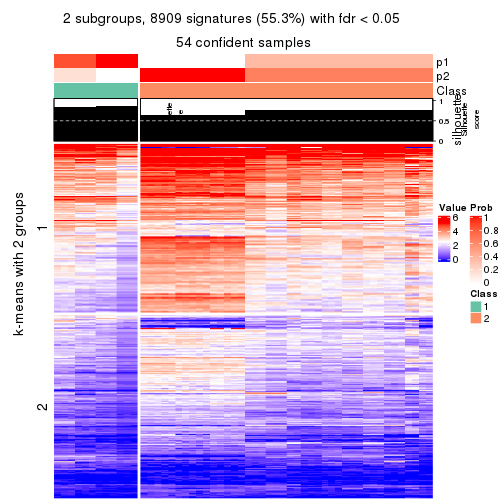 2 subgroups, 8909 signatures (55.3%) with fdr < 0.05
54 confident samples
p1
p2
Class
1
0.5
0
silhouette
Silhouette
score
k-means with 2 groups
1
2
Value
6
4
2
0
Prob
1
0.8
0.6
0.4
0.2
0
Class
1
2